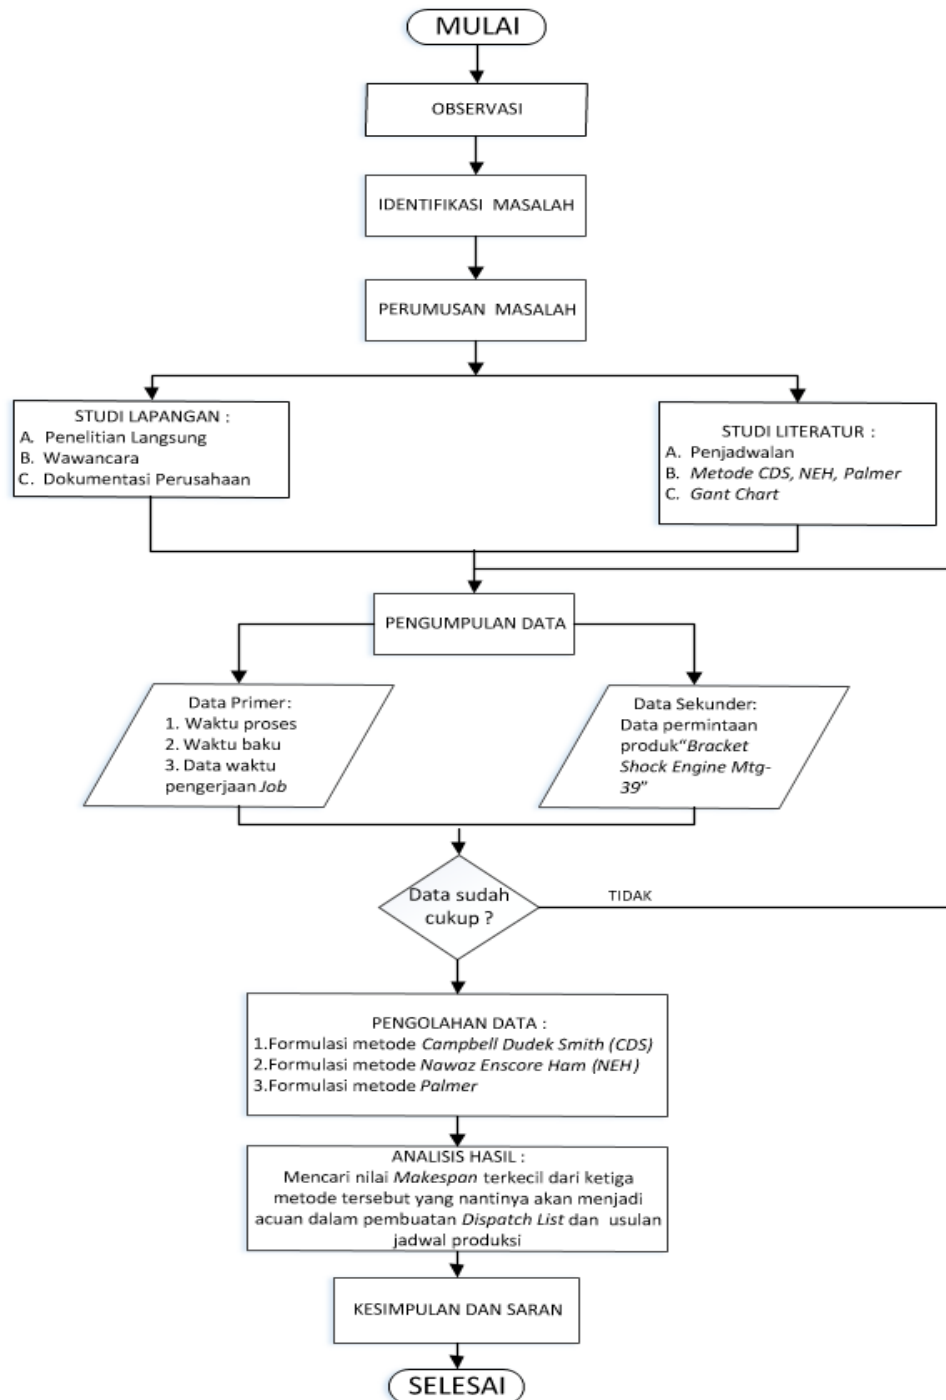 MULAI
OBSERVASI
IDENTIFIKASI MASALAH
PERUMUSAN MASALAH
STUDI LAPANGAN :
A. Penelitian Langsung
B. Wawancara
C. Dokumentasi Perusahaan
STUDI LITERATUR :
A. Penjadwalan
B. Metode CDS, NEH, Palmer
C. Gant Chart
PENGUMPULAN DATA
Data Primer:
1. Waktu proses
2. Waktu baku
3. Data waktu
pengerjaan Job
Data Sekunder:
Data permintaan
produk“Bracket
Shock Engine Mtg-
39”
Data sudah
cukup ?
TIDAK
PENGOLAHAN DATA :
1.Formulasi metode Campbell Dudek Smith (CDS)
2.Formulasi metode Nawaz Enscore Ham (NEH)
3.Formulasi metode Palmer
ANALISIS HASIL :
Mencari nilai Makespan terkecil dari ketiga
metode tersebut yang nantinya akan menjadi
acuan dalam pembuatan Dispatch List dan usulan
jadwal produksi
KESIMPULAN DAN SARAN
SELESAI